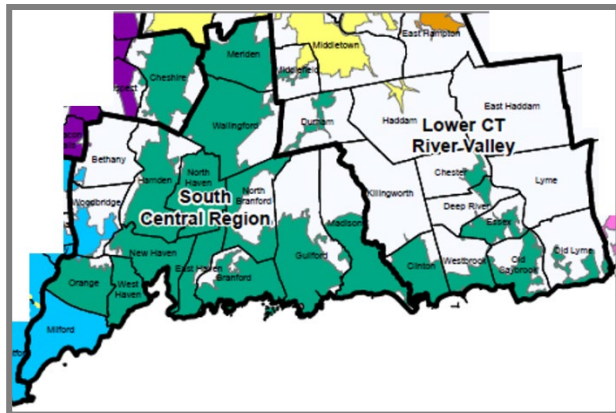 Meriden
Middletown
East Hampton
Cheshire
Middlefield
Wallingford
Durham
Haddam
East Haddam
Lower CT
River Valley
Bethany
Hamden
North
Haven
North
Branford
Killingworth
Chester
Lyme
Woodbridge
South
Central Region
Madison
Deep River
Essex
New Haven
Guilford
Orange
West
Haven
East Haven
Branford
Clinton
Westbrook
Old
Saybrook
Old Lyme
Milford